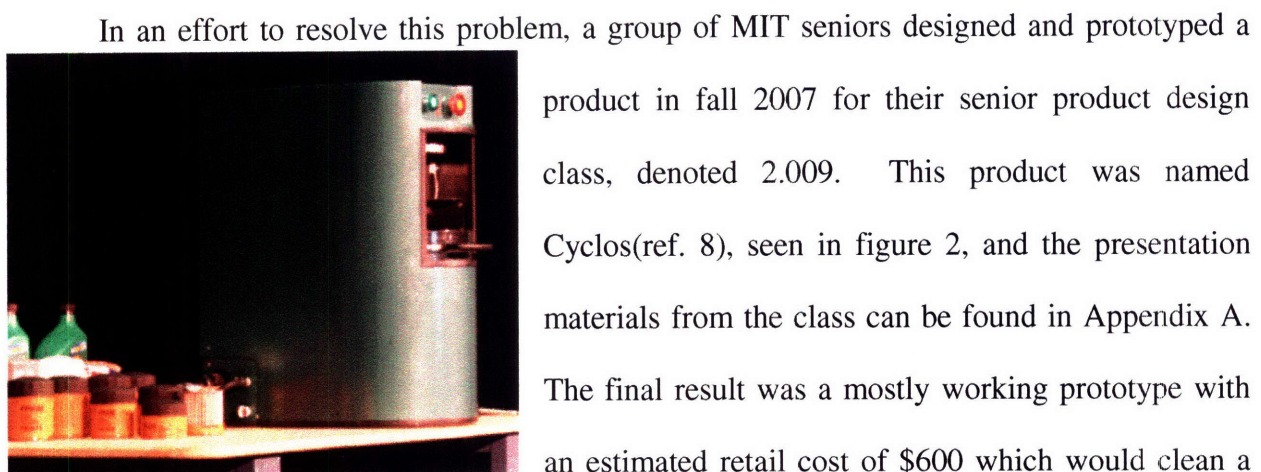 In an effort to resolve this problem, a group of MIT seniors designed and prototyped a
product in fall 2007 for their senior product design
class, denoted 2.009. This product was named
Cyclos(ref. 8), seen in figure 2, and the presentation
materials from the class can be found in Appendix A.
The final result was a mostly working prototype with
an estimated retail cost of $600 which would clean a